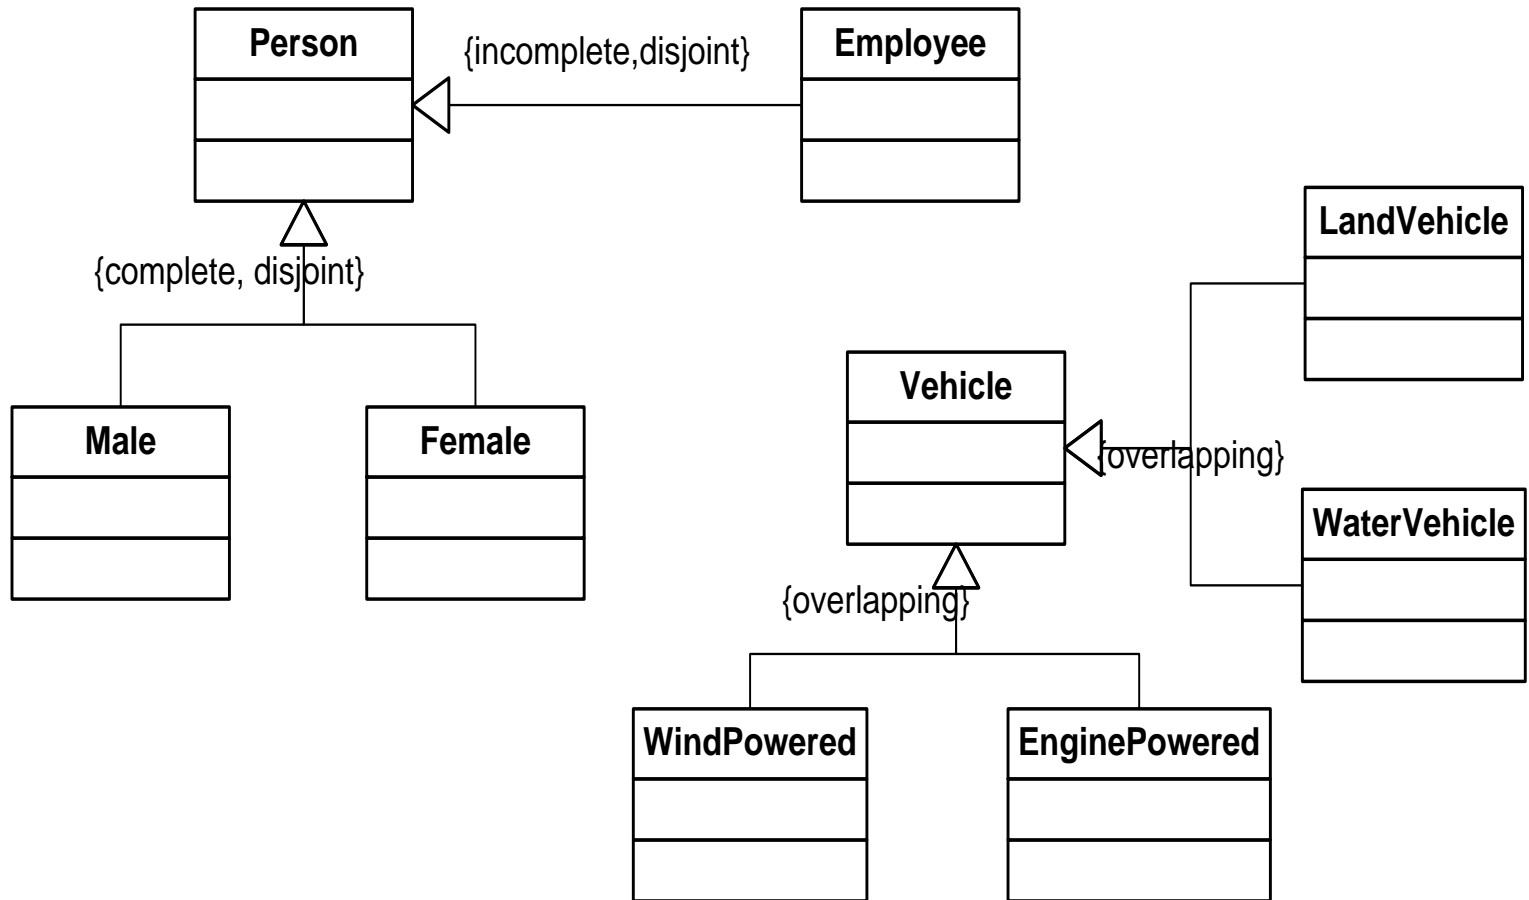 Person
{incomplete,disjoint}
Employee
{complete, disjoint}
Male
Female
LandVehicle
Vehicle
{overlapping}
WaterVehicle
{overlapping}
WindPowered
EnginePowered